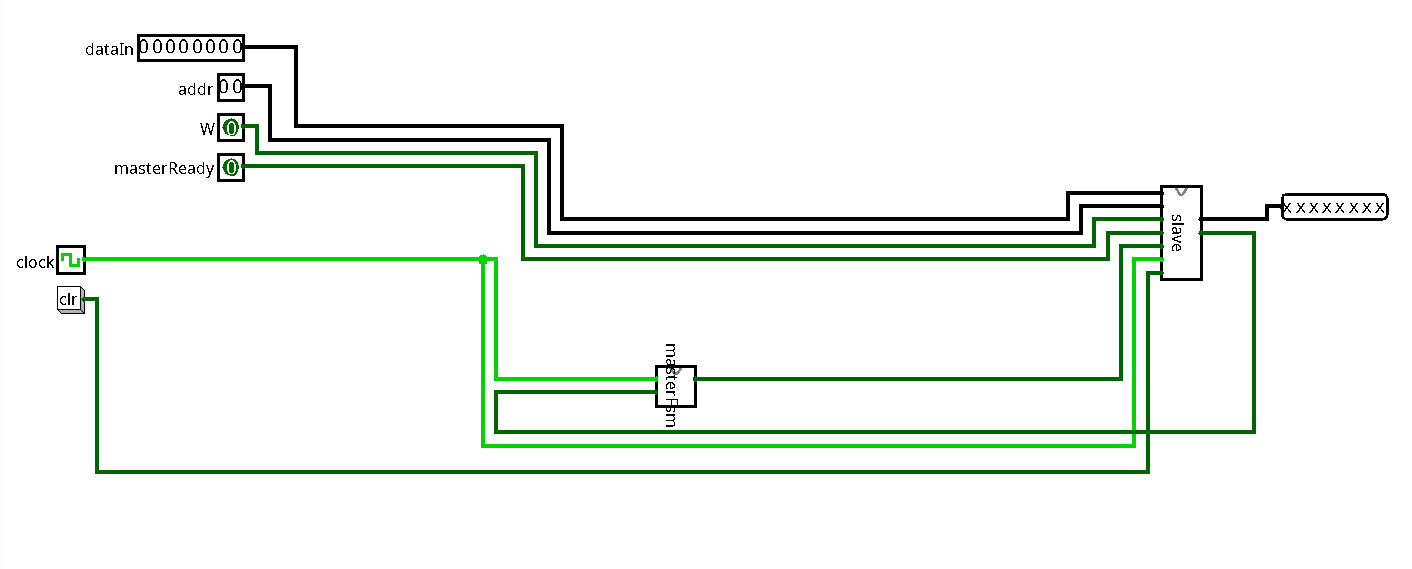 dataIn 00000000
addr 00
W 0
masterReady 0
slave
xxxxxxxx
clock
clr
masterFsm